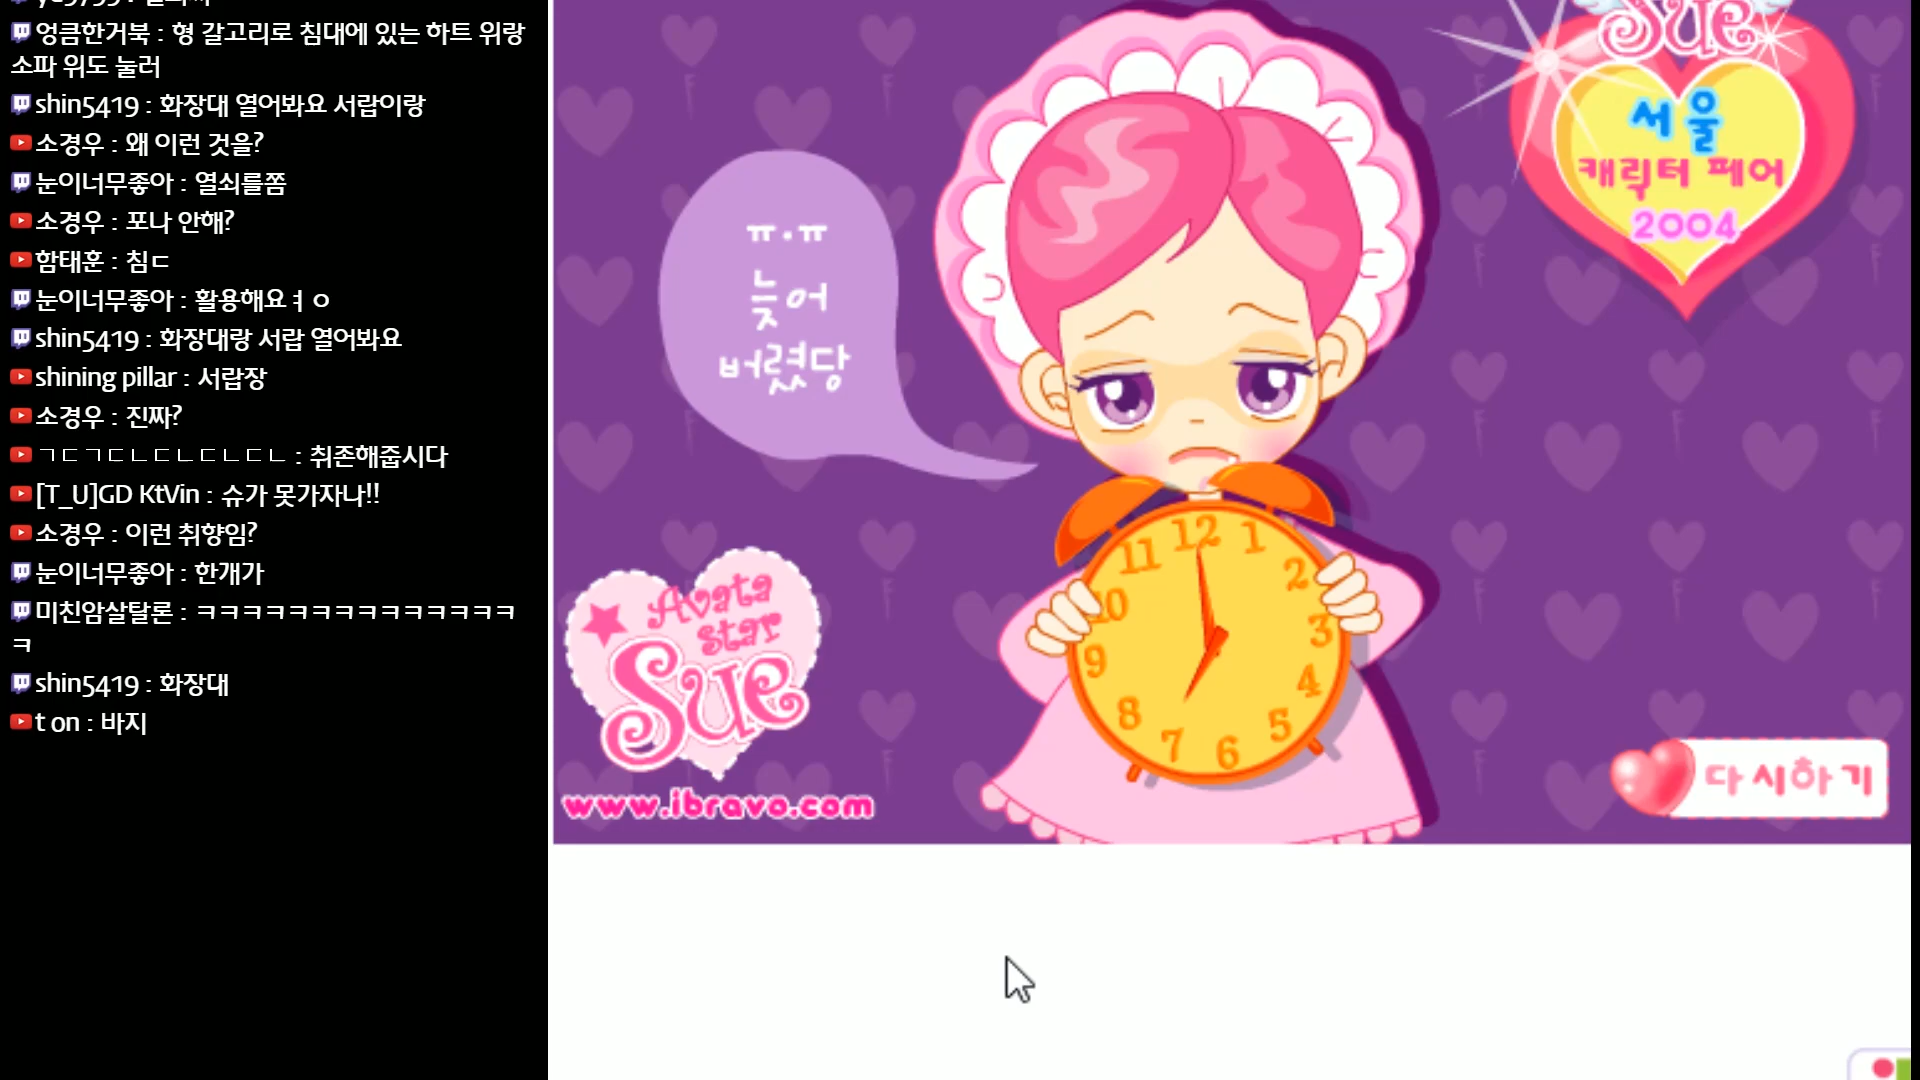 엉큼한거북 : 형 갈고리로 침대에 있는 하트 위랑
소파 위도 눌러
shin5419 : 화장대 열어봐요 서랍이랑
소경우 : 왜 이런 것을?
눈이너무좋아 : 열쇠를쫌
소경우 : 포나 안해?
함태훈 : 침ㄷ
눈이너무좋아 : 활용해요ㅕㅇ
shin5419 : 화장대랑 서랍 열어봐요
shining pillar : 서랍장
소경우 : 진짜?
ㄱㄷㄱㄷㄴㄷㄴㄷㄴㄷㄴ : 취존해줍시다
[T_U]GD KtVin : 슈가 못가자나!!
소경우 : 이런 취향임?
눈이너무좋아 : 한개가
미친암살탈론 : ㅋㅋㅋㅋㅋㅋㅋㅋㅋㅋㅋㅋㅋㅋ
ㅋ
shin5419 : 화장대
t on : 바지
ㅠ.ㅠ
늦어
버렸당
Sue
서울
캐릭터 페어
2004
12
1
2
3
4
5
6
7
8
9
10
11
Avata
star
Sue
www.ibravo.com
다시하기